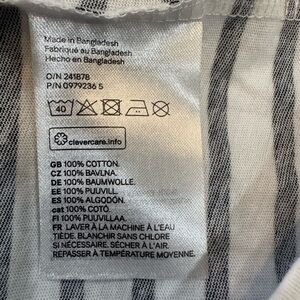 Made in Bangladesh
Fabriqué au Bangladesh
Hecho en Bangladesh
O/N 241878
P/N 0979236 5
40
clevercare.info
GB 100% COTTON.
CZ 100% BAVLNA.
DE 100% BAUMWOLLE.
EE 100% PUUVILL.
ES 100% ALGODÓN.
cat 100% COTÓ.
FI 100% PUUVILLAA.
FR LAVER À LA MACHINE À L'EAU
TIÈDE. BLANCHIR SANS CHLORE
SI NÉCESSAIRE. SÉCHER À L'AIR.
REPASSER À TEMPÉRATURE MOYENNE.